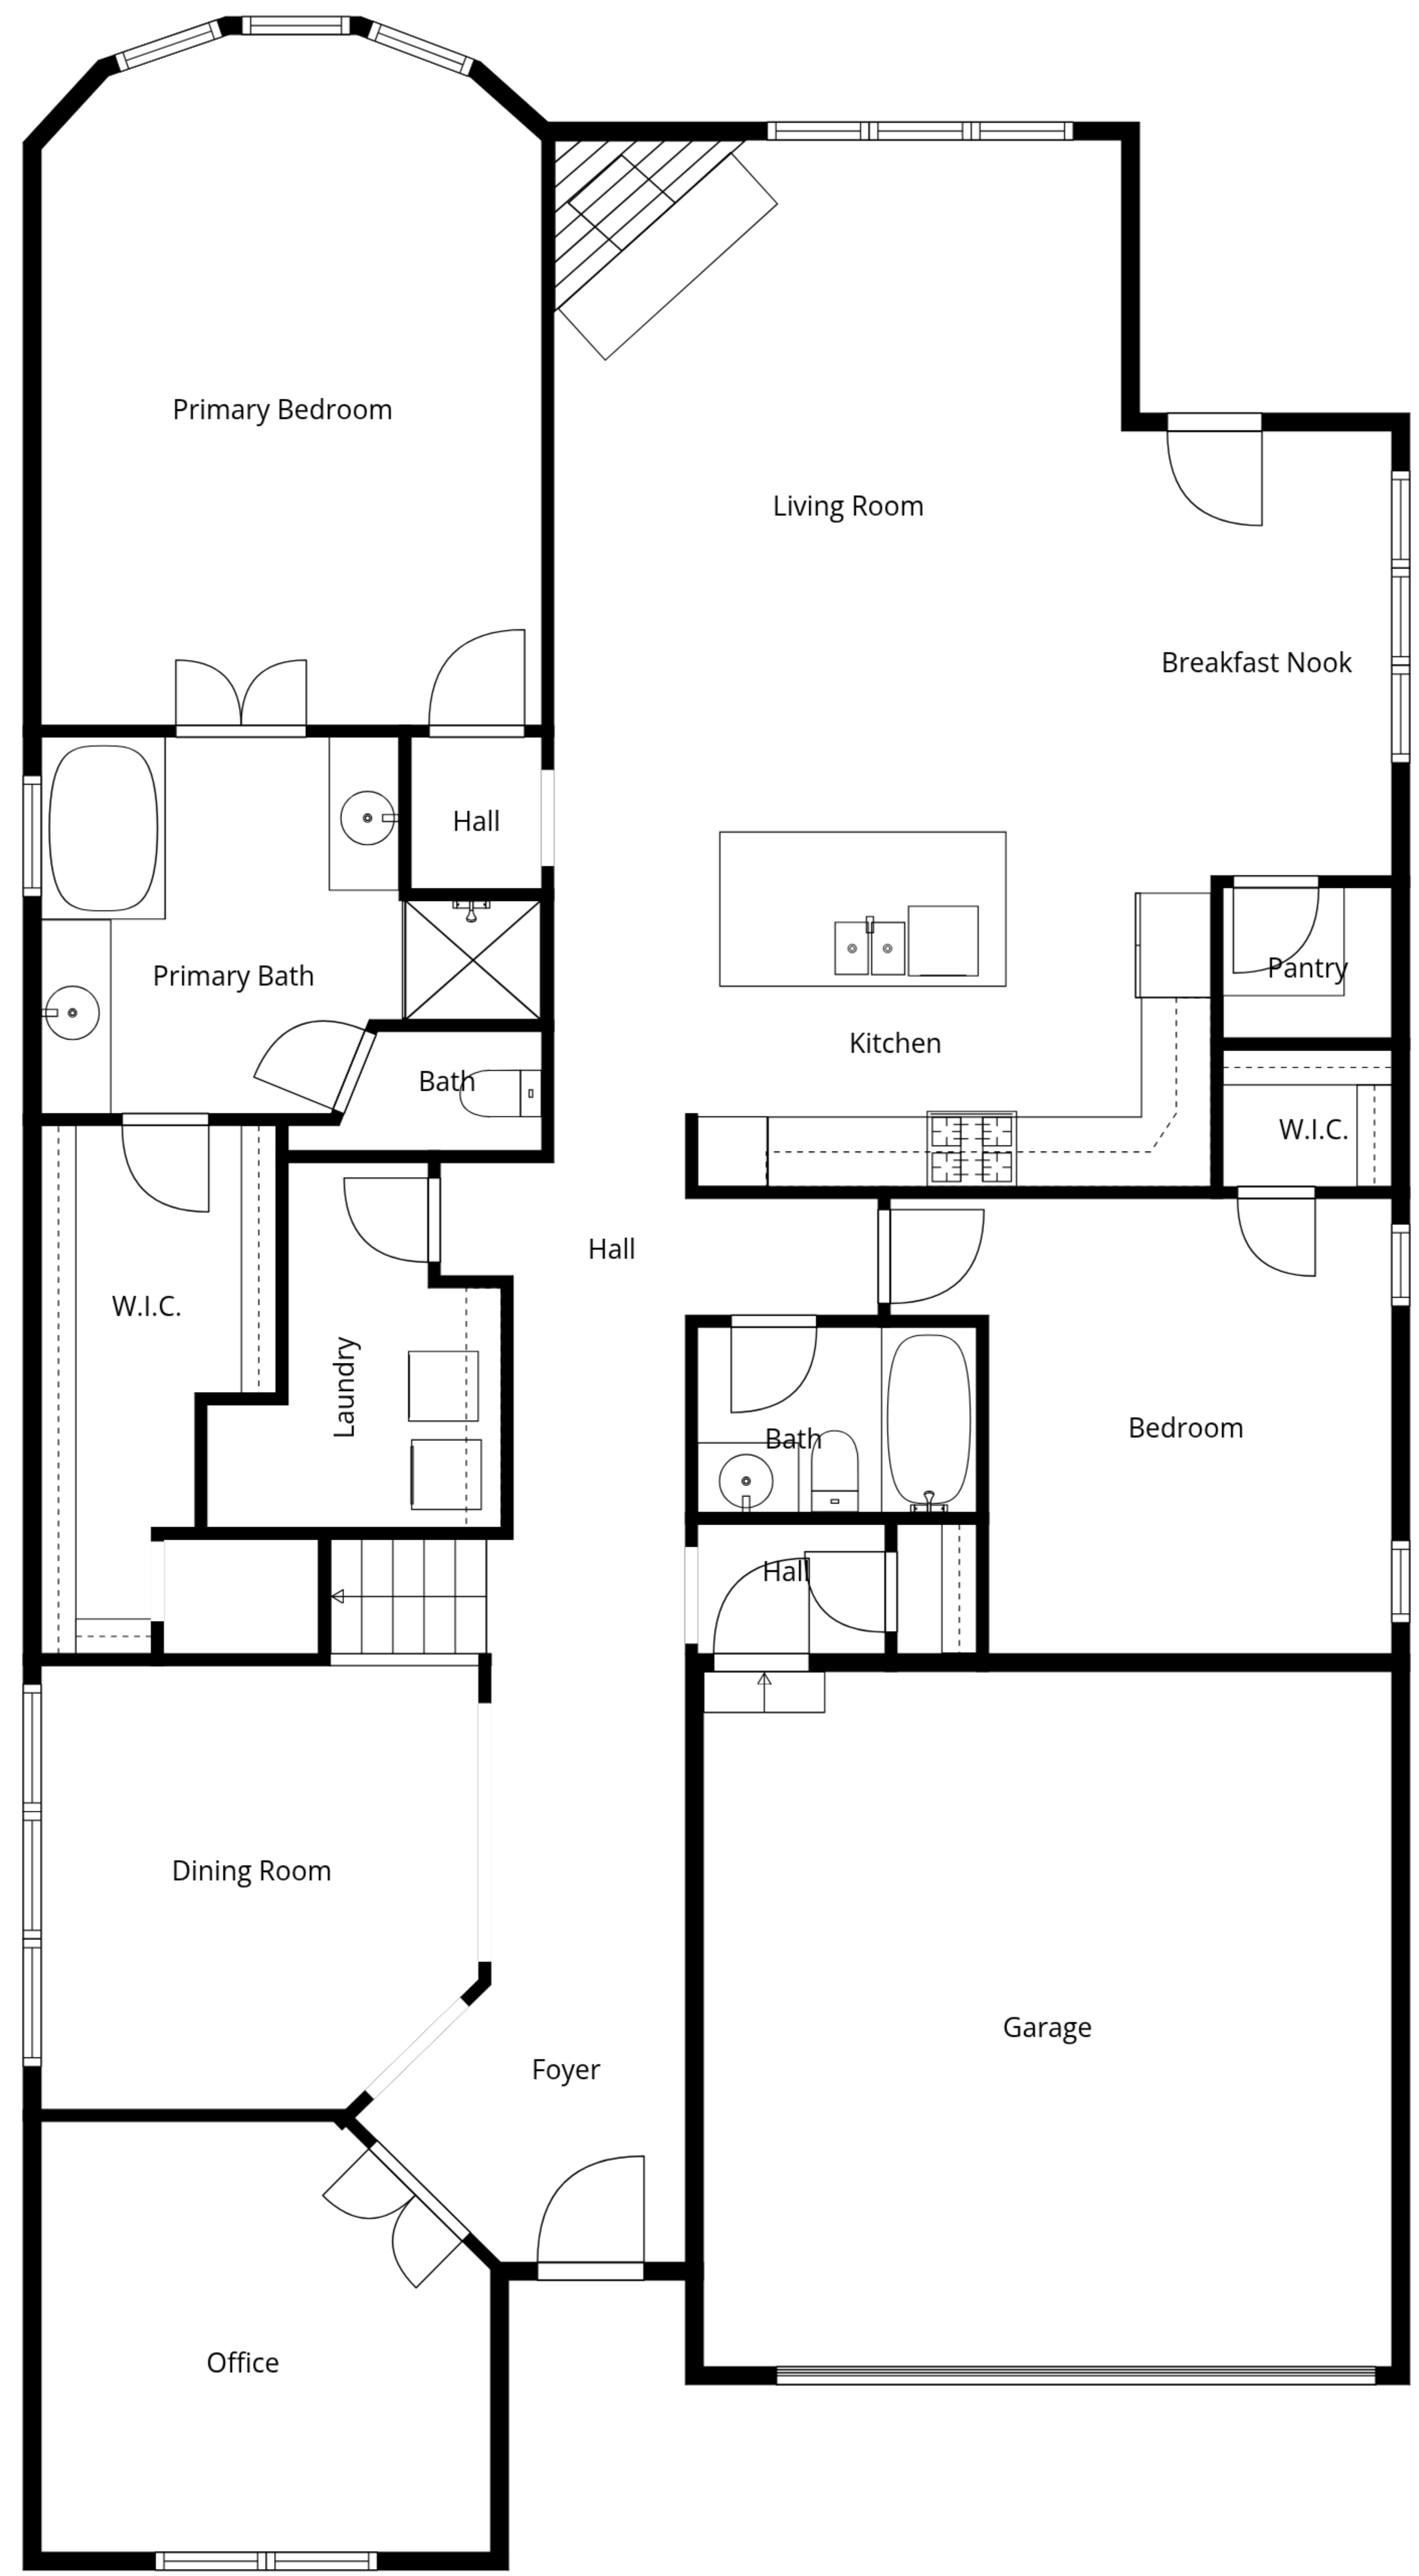 Primary Bedroom
Living Room
Breakfast Nook
Hall
Pantry
Primary Bath
Kitchen
Bath
W.I.C.
Hall
W.I.C.
Laundry
Bedroom
Bath
Hall
Dining Room
Garage
Foyer
Office